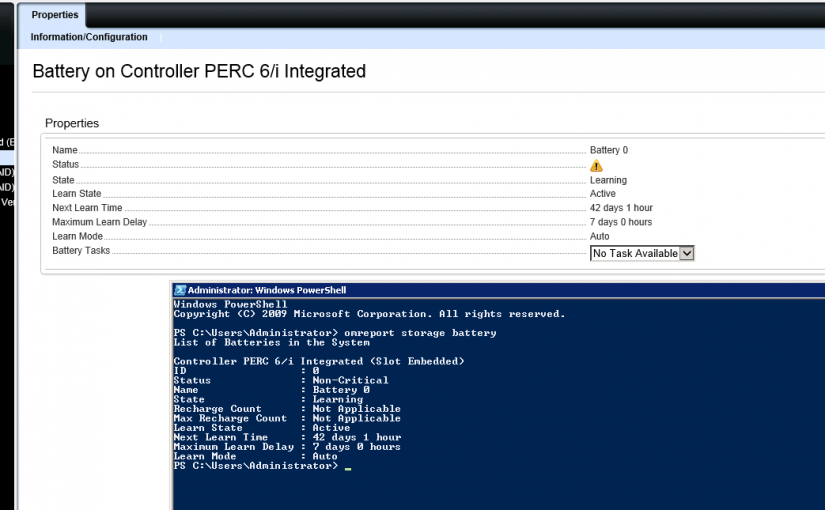 Properties
Information/Configuration
Battery on Controller PERC 6/i Integrated
Properties
Name Battery 0
Status
State Learning
Learn State Active
Next Learn Time 42 days 1 hour
Maximum Learn Delay 7 days 0 hours
Learn Mode Auto
Battery Tasks No Task Available
Administrator: Windows PowerShell
Windows PowerShell
Copyright (C) 2009 Microsoft Corporation. All rights reserved.
PS C:\Users\Administrator> omreport storage battery
List of Batteries in the System
Controller PERC 6/i Integrated (Slot Embedded)
ID : 0
Status : Non-Critical
Name : Battery 0
State : Learning
Recharge Count : Not Applicable
Max Recharge Count : Not Applicable
Learn State : Active
Next Learn Time : 42 days 1 hour
Maximum Learn Delay : 7 days 0 hours
Learn Mode : Auto
PS C:\Users\Administrator>